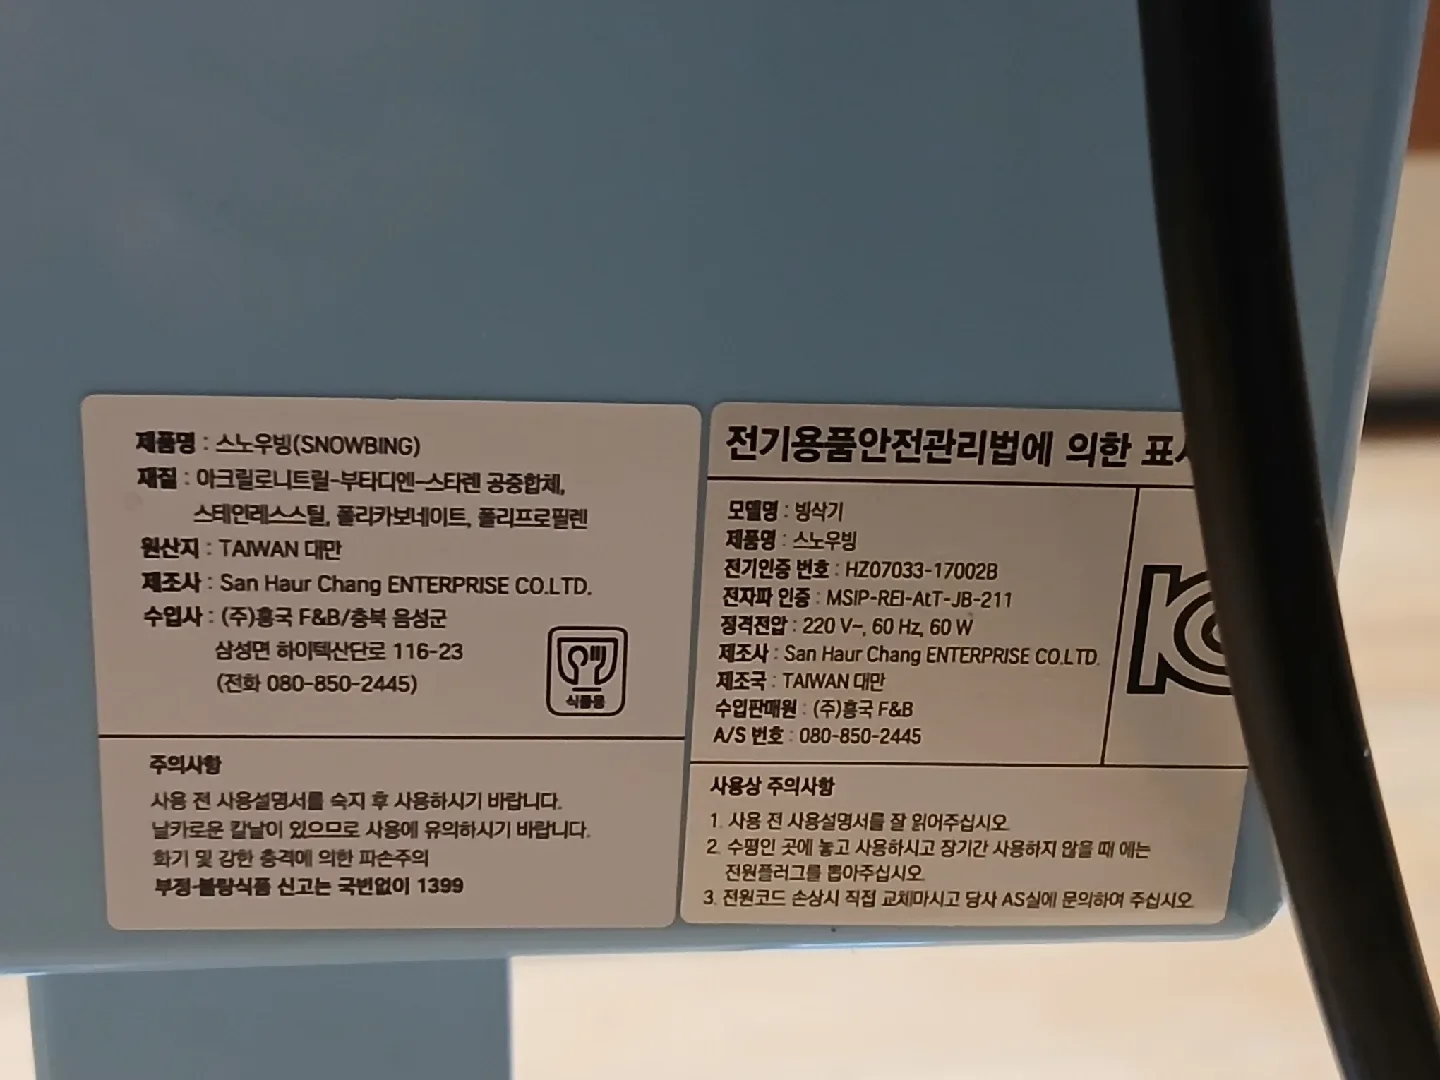 제품명 : 스노우빙(SNOWBING)
재질 : 아크릴로니트릴-부타디엔-스타렌 공중합체,
스테인레스스틸, 폴리카보네이트, 폴리프로필렌
원산지 : TAIWAN 대만
제조사 : San Haur Chang ENTERPRISE CO.LTD.
수입사 : (주)흥국 F&B/충북 음성군
삼성면 하이텍산단로 116-23
(전화 080-850-2445)
식품용
주의사항
사용 전 사용설명서를 숙지 후 사용하시기 바랍니다.
날카로운 칼날이 있으므로 사용에 유의하시기 바랍니다.
화기 및 강한 충격에 의한 파손주의
부정·불량식품 신고는 국번없이 1399
전기용품안전관리법에 의한 표시
모델명 : 빙삭기
제품명 : 스노우빙
전기인증 번호 : HZ07033-17002B
전자파 인증 : MSIP-REI-AtT-JB-211
정격전압 : 220 V~, 60 Hz, 60 W
제조사 : San Haur Chang ENTERPRISE CO.LTD.
제조국 : TAIWAN 대만
수입판매원 : (주)흥국 F&B
A/S 번호 : 080-850-2445
사용상 주의사항
1. 사용 전 사용설명서를 잘 읽어주십시오.
2. 수평인 곳에 놓고 사용하시고 장기간 사용하지 않을 때 에는
전원플러그를 뽑아주십시오.
3. 전원코드 손상시 직접 교체마시고 당사 AS실에 문의하여 주십시오.